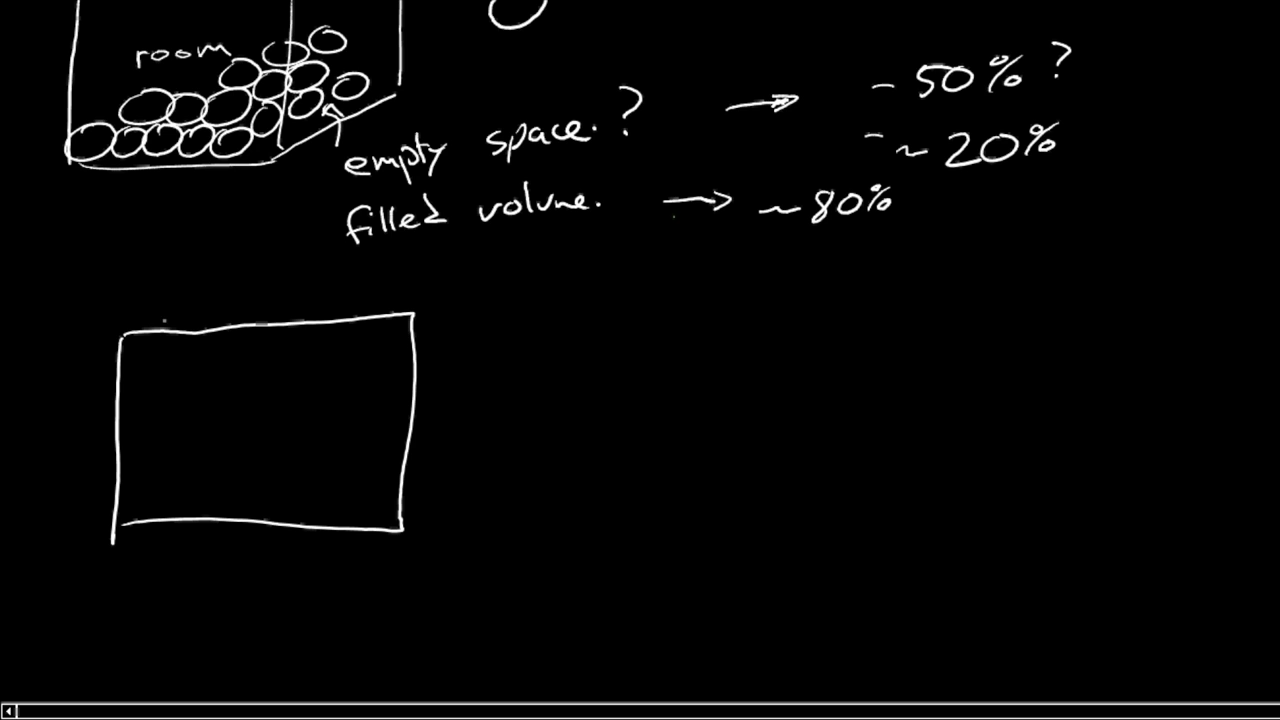 room
empty space. ? → - 50% ?
- ~ 20%
filled volume. → ~ 80%